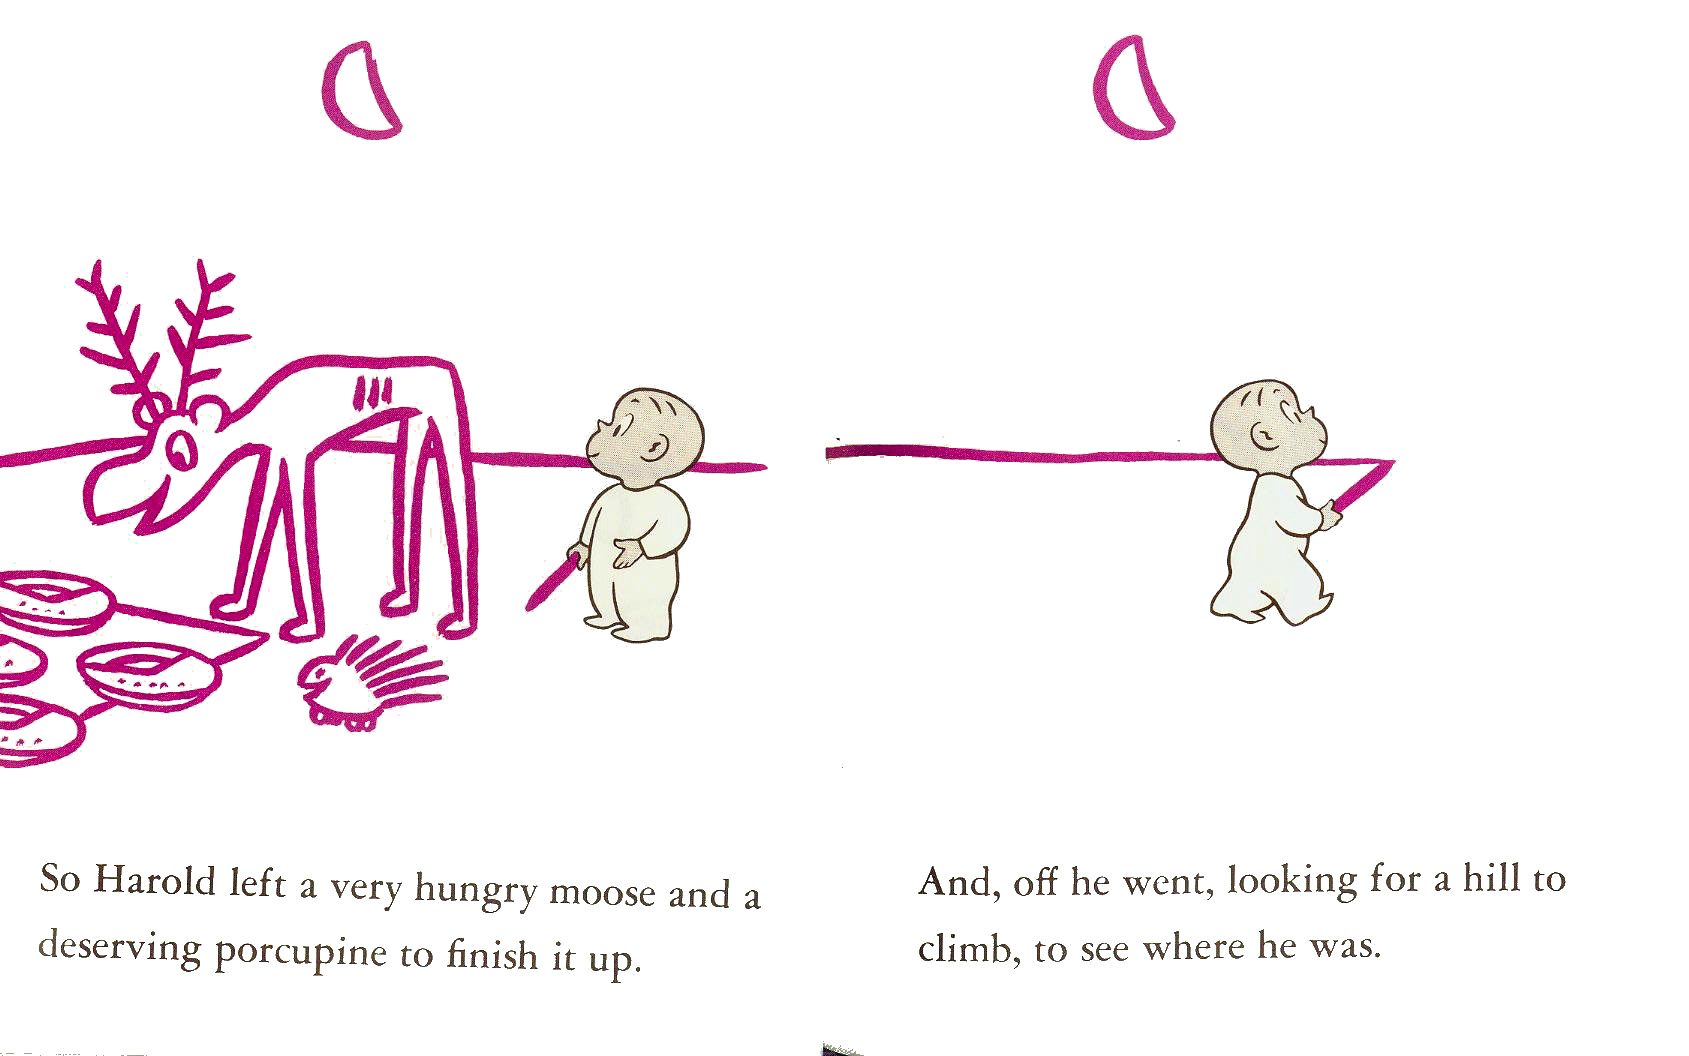 So Harold left a very hungry moose and a
deserving porcupine to finish it up.
And, off he went, looking for a hill to
climb, to see where he was.